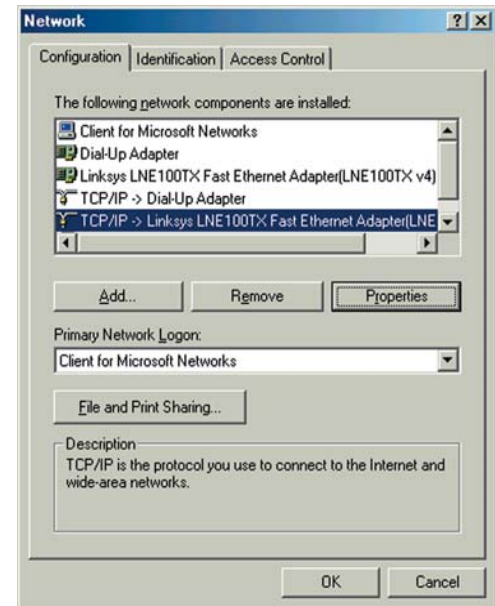 Network
Configuration Identification Access Control
The following network components are installed:
Client for Microsoft Networks
Dial-Up Adapter
Linksys LNE100TX Fast Ethernet Adapter(LNE100TX v4)
TCP/IP -> Dial-Up Adapter
TCP/IP -> Linksys LNE100TX Fast Ethernet Adapter(LNE
Add... Remove Properties
Primary Network Logon:
Client for Microsoft Networks
File and Print Sharing...
Description
TCP/IP is the protocol you use to connect to the Internet and
wide-area networks.
OK Cancel